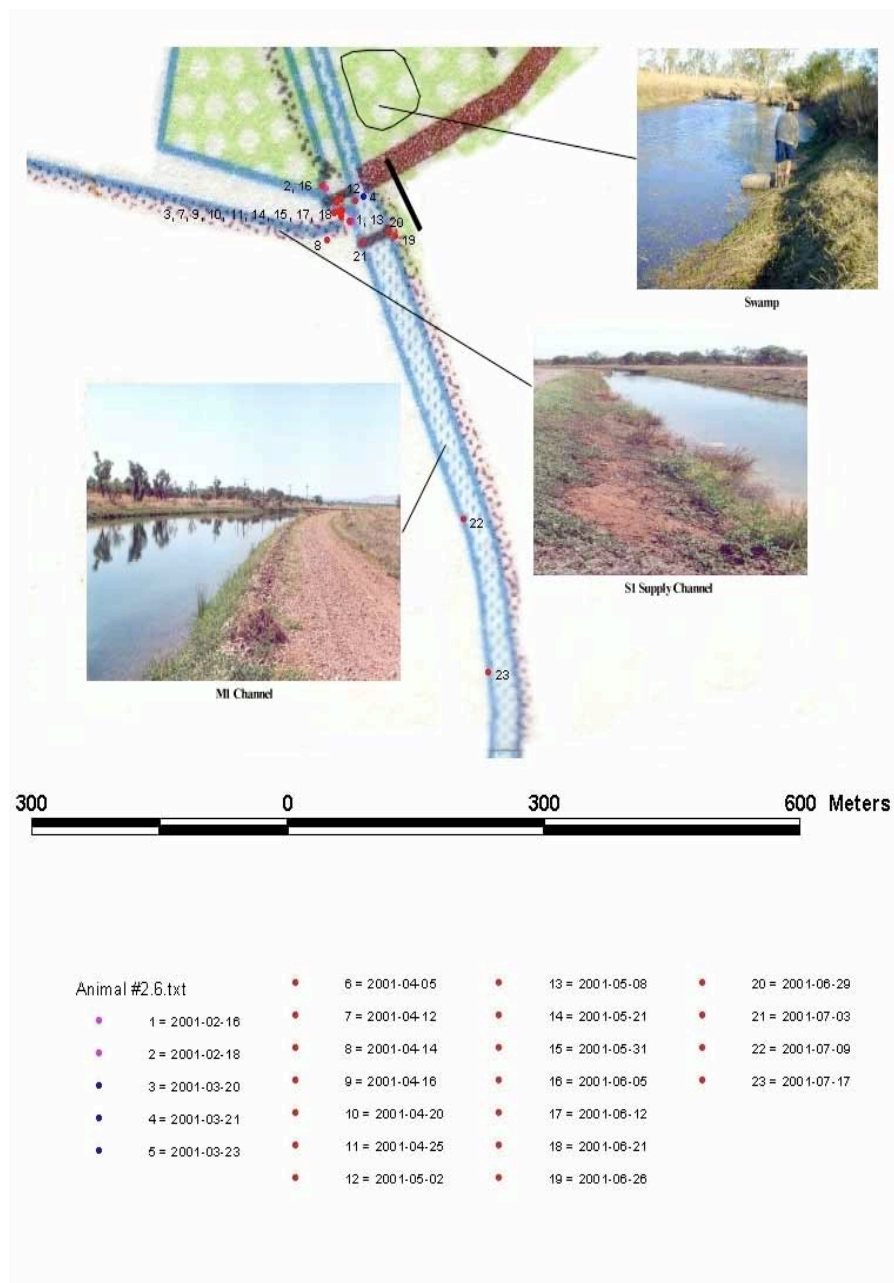 2, 16
12
4
3, 7, 9, 10, 11, 14, 15, 17, 18
1, 13
20
19
8
21
Swamp
22
S1 Supply Channel
23
M1 Channel
300 0 300 600 Meters
Animal #2.6.txt
1 = 2001-02-16
2 = 2001-02-18
3 = 2001-03-20
4 = 2001-03-21
5 = 2001-03-23
6 = 2001-04-05
7 = 2001-04-12
8 = 2001-04-14
9 = 2001-04-16
10 = 2001-04-20
11 = 2001-04-25
12 = 2001-05-02
13 = 2001-05-08
14 = 2001-05-21
15 = 2001-05-31
16 = 2001-06-05
17 = 2001-06-12
18 = 2001-06-21
19 = 2001-06-26
20 = 2001-06-29
21 = 2001-07-03
22 = 2001-07-09
23 = 2001-07-17